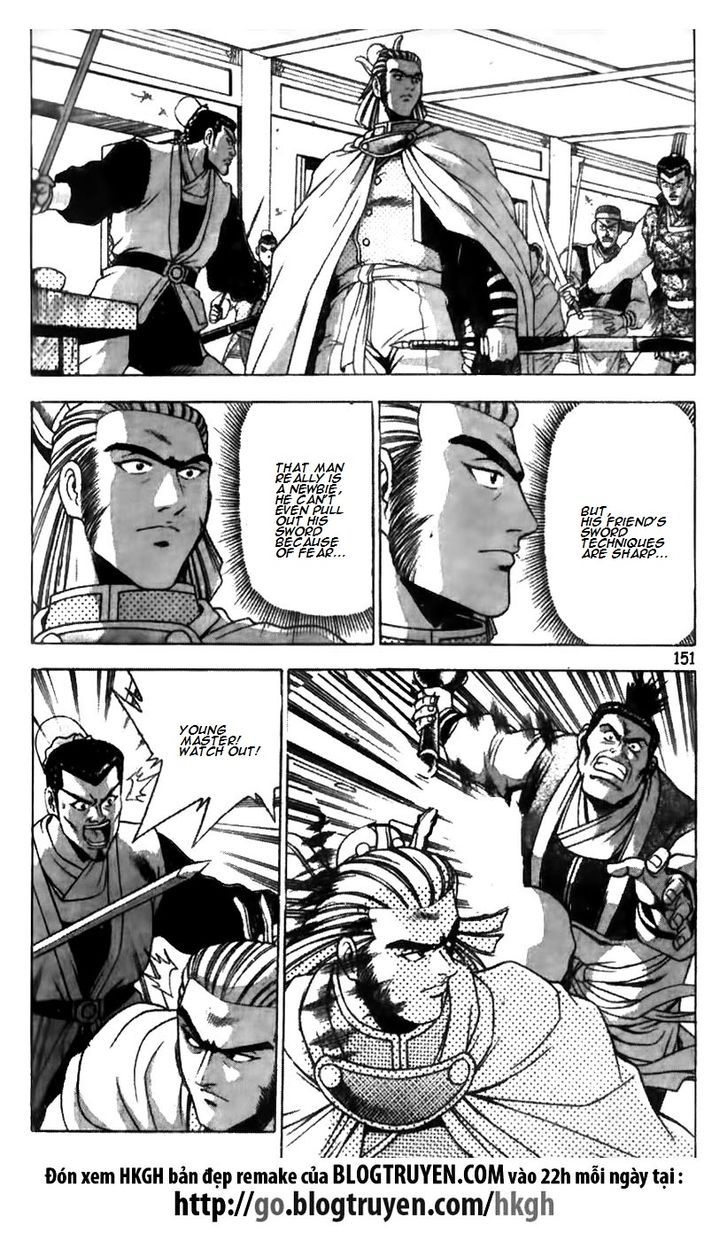 THAT MAN
REALLY IS
A NEWBIE,
HE CAN'T
EVEN PULL
OUT HIS
SWORD
BECAUSE
OF FEAR...
BUT,
HIS FRIEND'S
SWORD
TECHNIQUES
ARE SHARP...
151
YOUNG
MASTER!
WATCH OUT!
Đón xem HKGH bản đẹp remake của BLOGTRUYEN.COM vào 22h mỗi ngày tại :
http://go.blogtruyen.com/hkgh